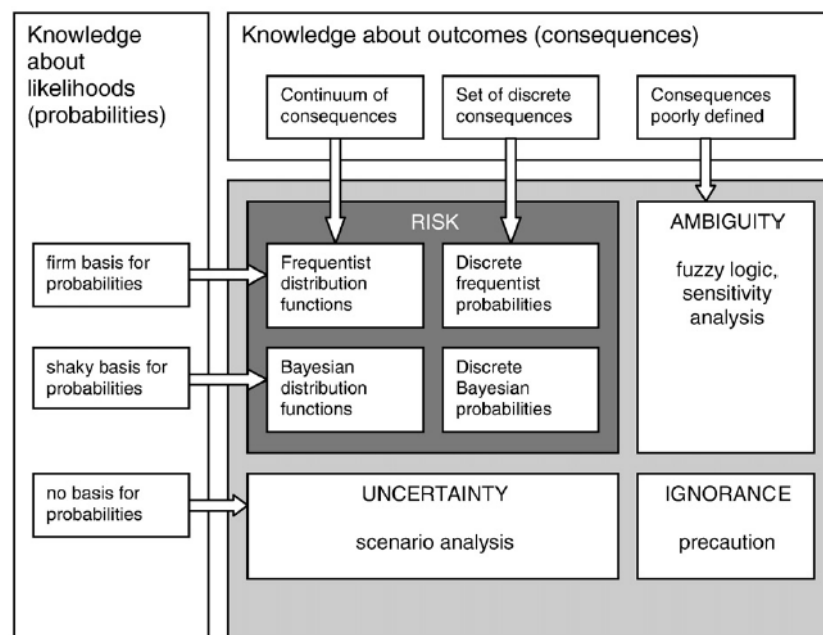 Knowledge
about
likelihoods
(probabilities)
Knowledge about outcomes (consequences)
Continuum of
consequences
Set of discrete
consequences
Consequences
poorly defined
RISK
AMBIGUITY
fuzzy logic,
sensitivity
analysis
firm basis for
probabilities
Frequentist
distribution
functions
Discrete
frequentist
probabilities
shaky basis for
probabilities
Bayesian
distribution
functions
Discrete
Bayesian
probabilities
no basis for
probabilities
UNCERTAINTY
scenario analysis
IGNORANCE
precaution